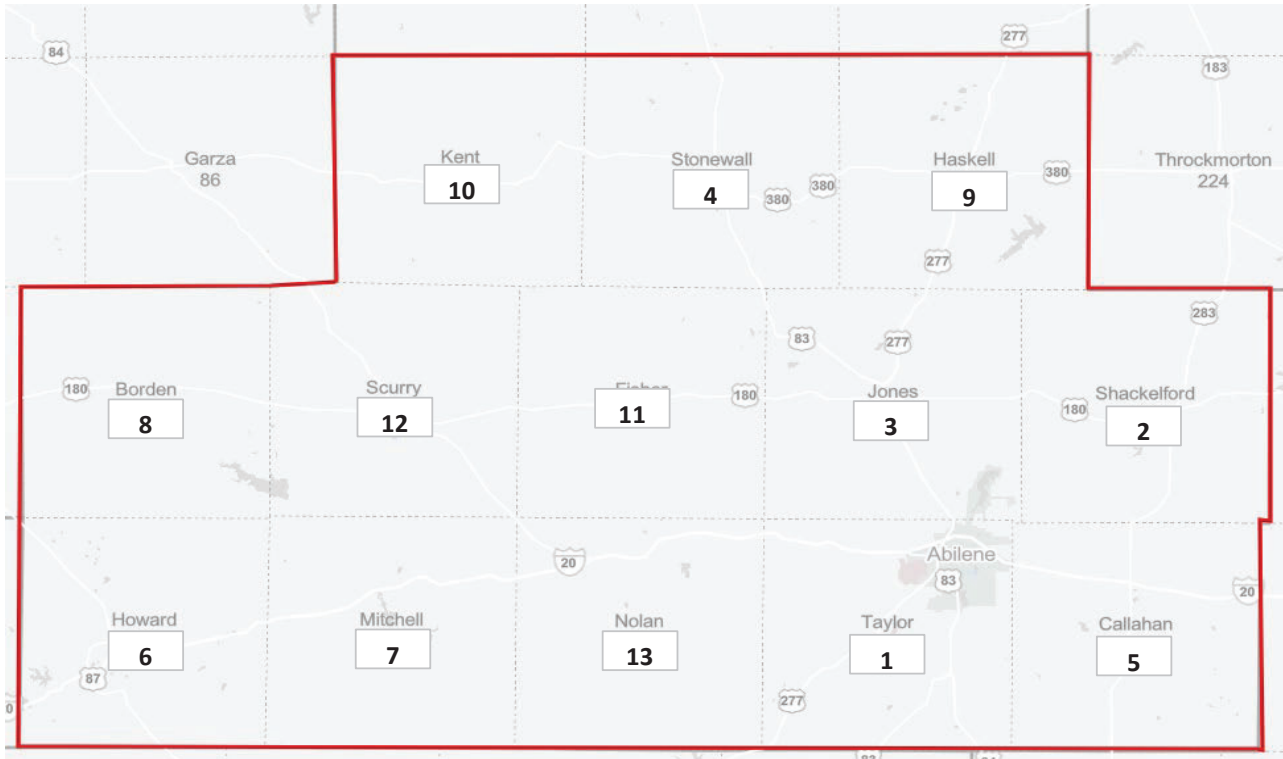 277
84
183
Garza
86
Kent
10
Stonewall
4
380
380
Haskell
9
380
Throckmorton
224
277
283
83
277
180
Borden
8
Scurry
12
11
180
Jones
3
180
Shackelford
2
20
Abilene
83
20
Howard
6
87
Mitchell
7
Nolan
13
Taylor
1
277
Callahan
5